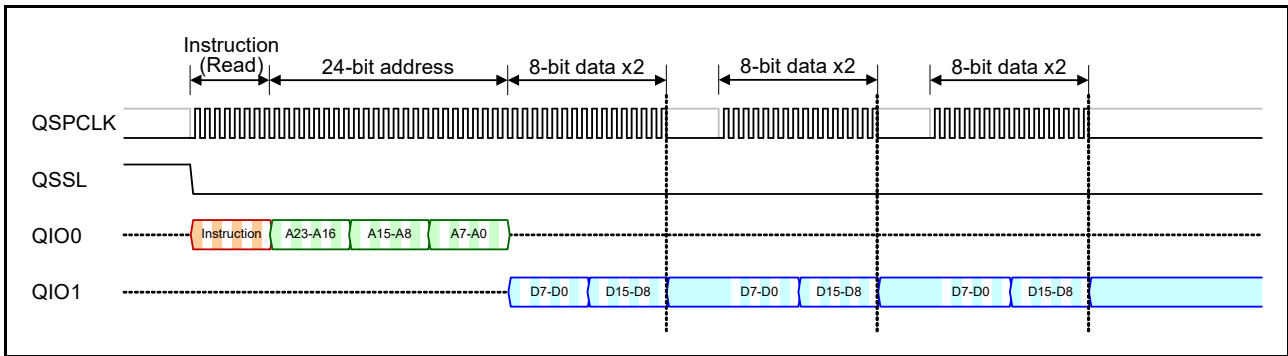 Instruction
(Read)
24-bit address
8-bit data x2
8-bit data x2
8-bit data x2
QSPCLK
QSSL
QIO0
Instruction
A23-A16
A15-A8
A7-A0
QIO1
D7-D0
D15-D8
D7-D0
D15-D8
D7-D0
D15-D8